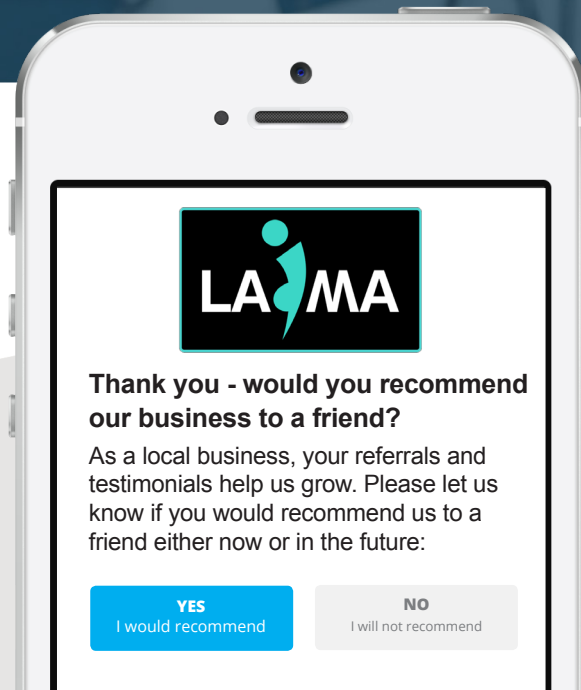 LAIMA
Thank you - would you recommend
our business to a friend?
As a local business, your referrals and
testimonials help us grow. Please let us
know if you would recommend us to a
friend either now or in the future:
YES
I would recommend
NO
I will not recommend